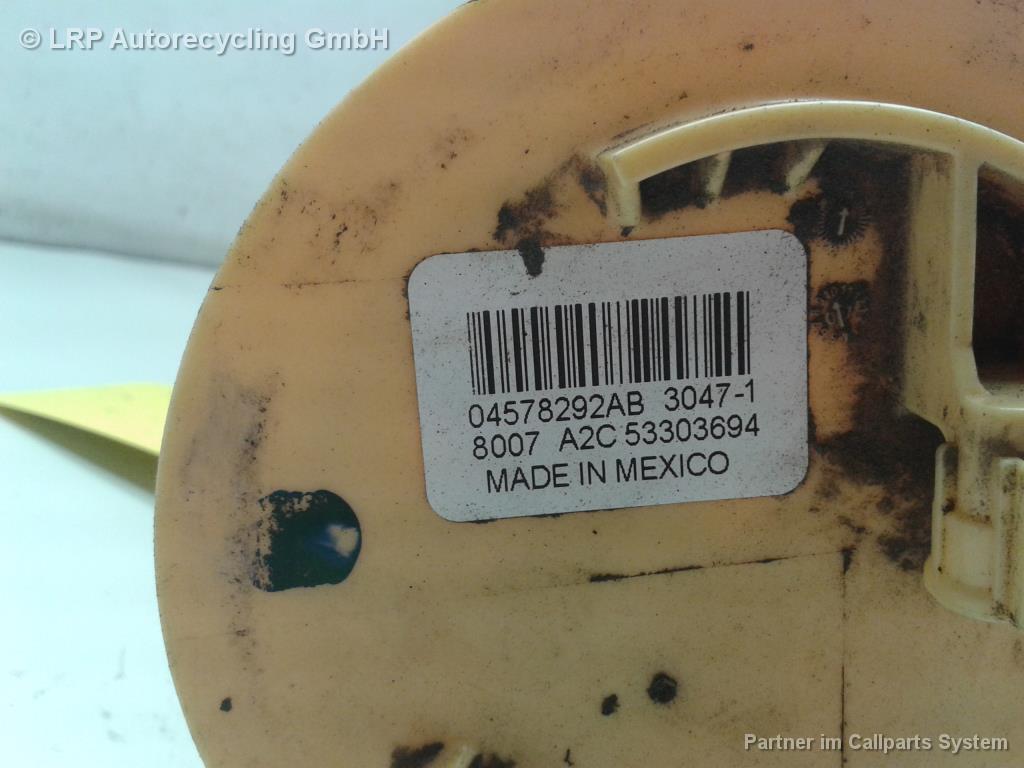 © LRP Autorecycling GmbH
04578292AB 3047-1
8007 A2C 53303694
MADE IN MEXICO
Partner im Callparts System